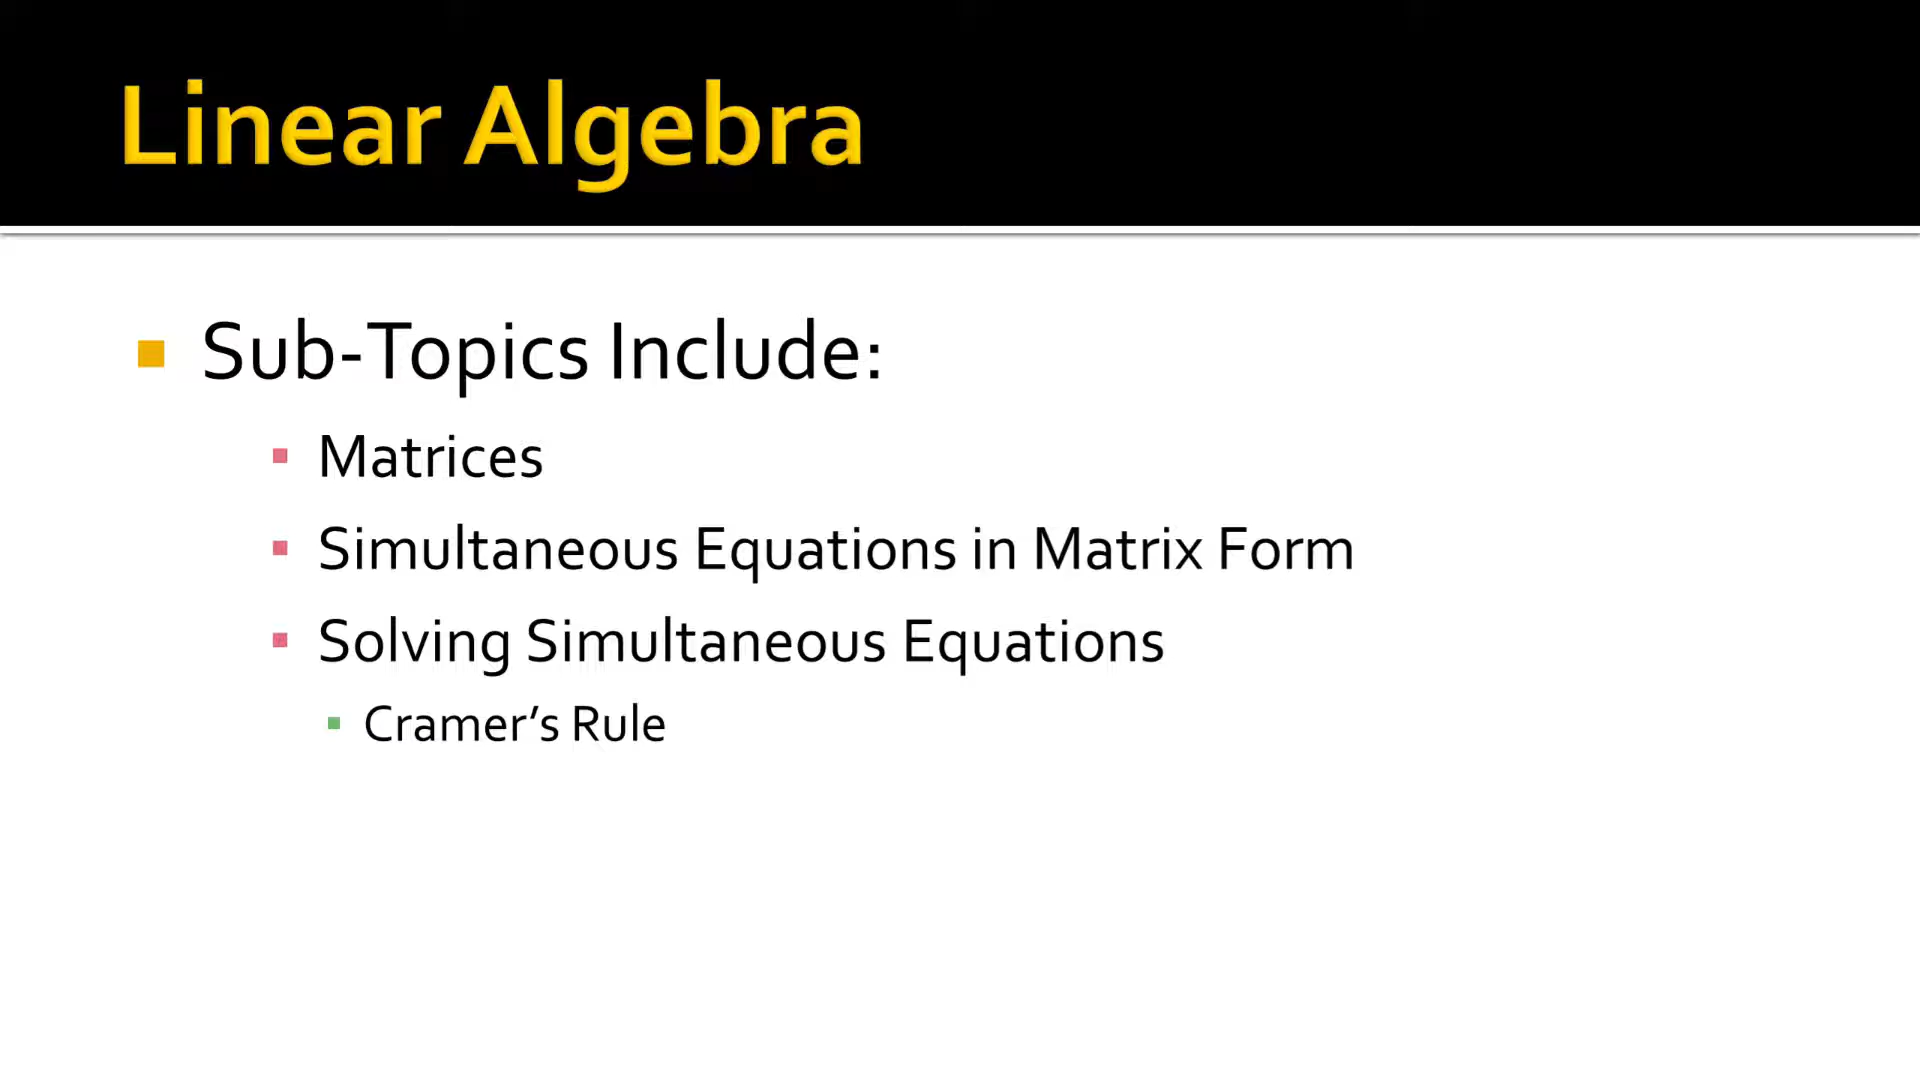 Linear Algebra
Sub-Topics Include:
Matrices
Simultaneous Equations in Matrix Form
Solving Simultaneous Equations
Cramer’s Rule